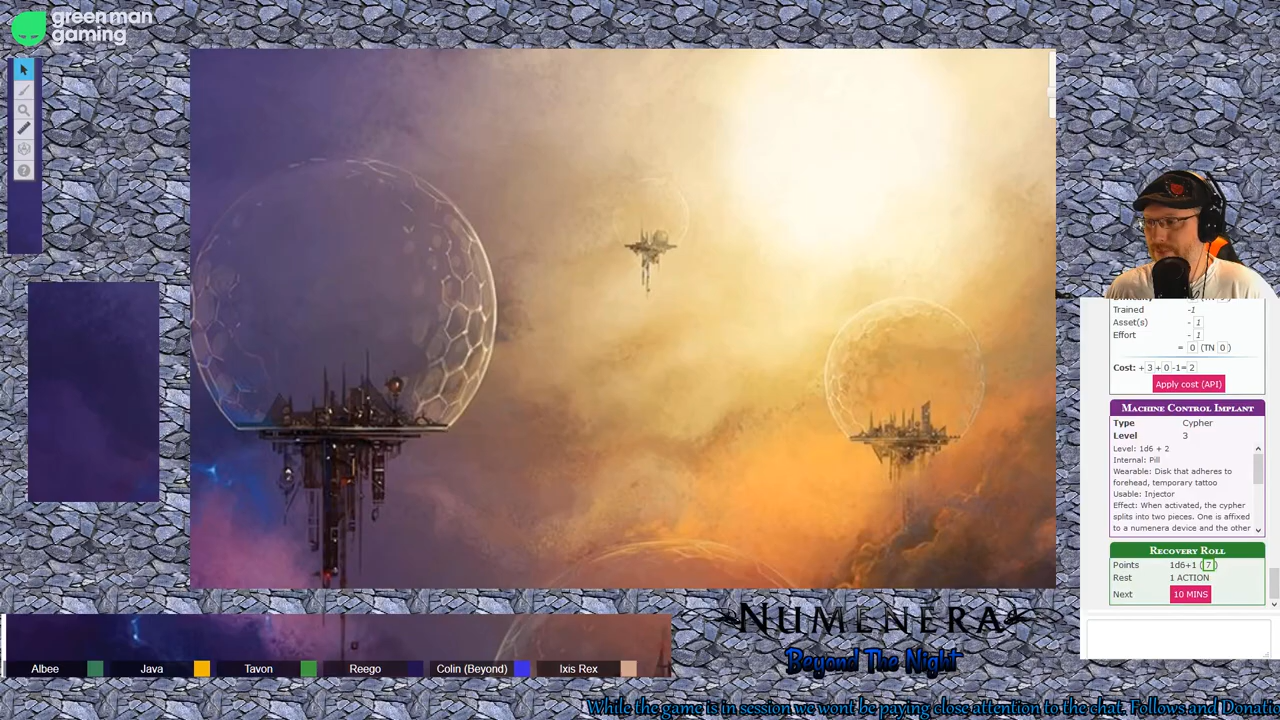 green man
gaming
Trained -1
Asset(s) - 1
Effort - 1
= 0 (TN 0)
Cost: + 3 + 0 -1= 2
Apply cost (API)
Machine Control Implant
Type Cypher
Level 3
Level: 1d6 + 2
Internal: Pill
Wearable: Disk that adheres to
forehead, temporary tattoo
Usable: Injector
Effect: When activated, the cypher
splits into two pieces. One is affixed
to a numenera device and the other
Recovery Roll
Points 1d6+1 (7)
Rest 1 ACTION
Next 10 MINS
Numenera
Beyond The Night
Albee Java Tavon Reego Colin (Beyond) Ixis Rex
While the game is in session we wont be paying close attention to the chat. Follows and Donatic